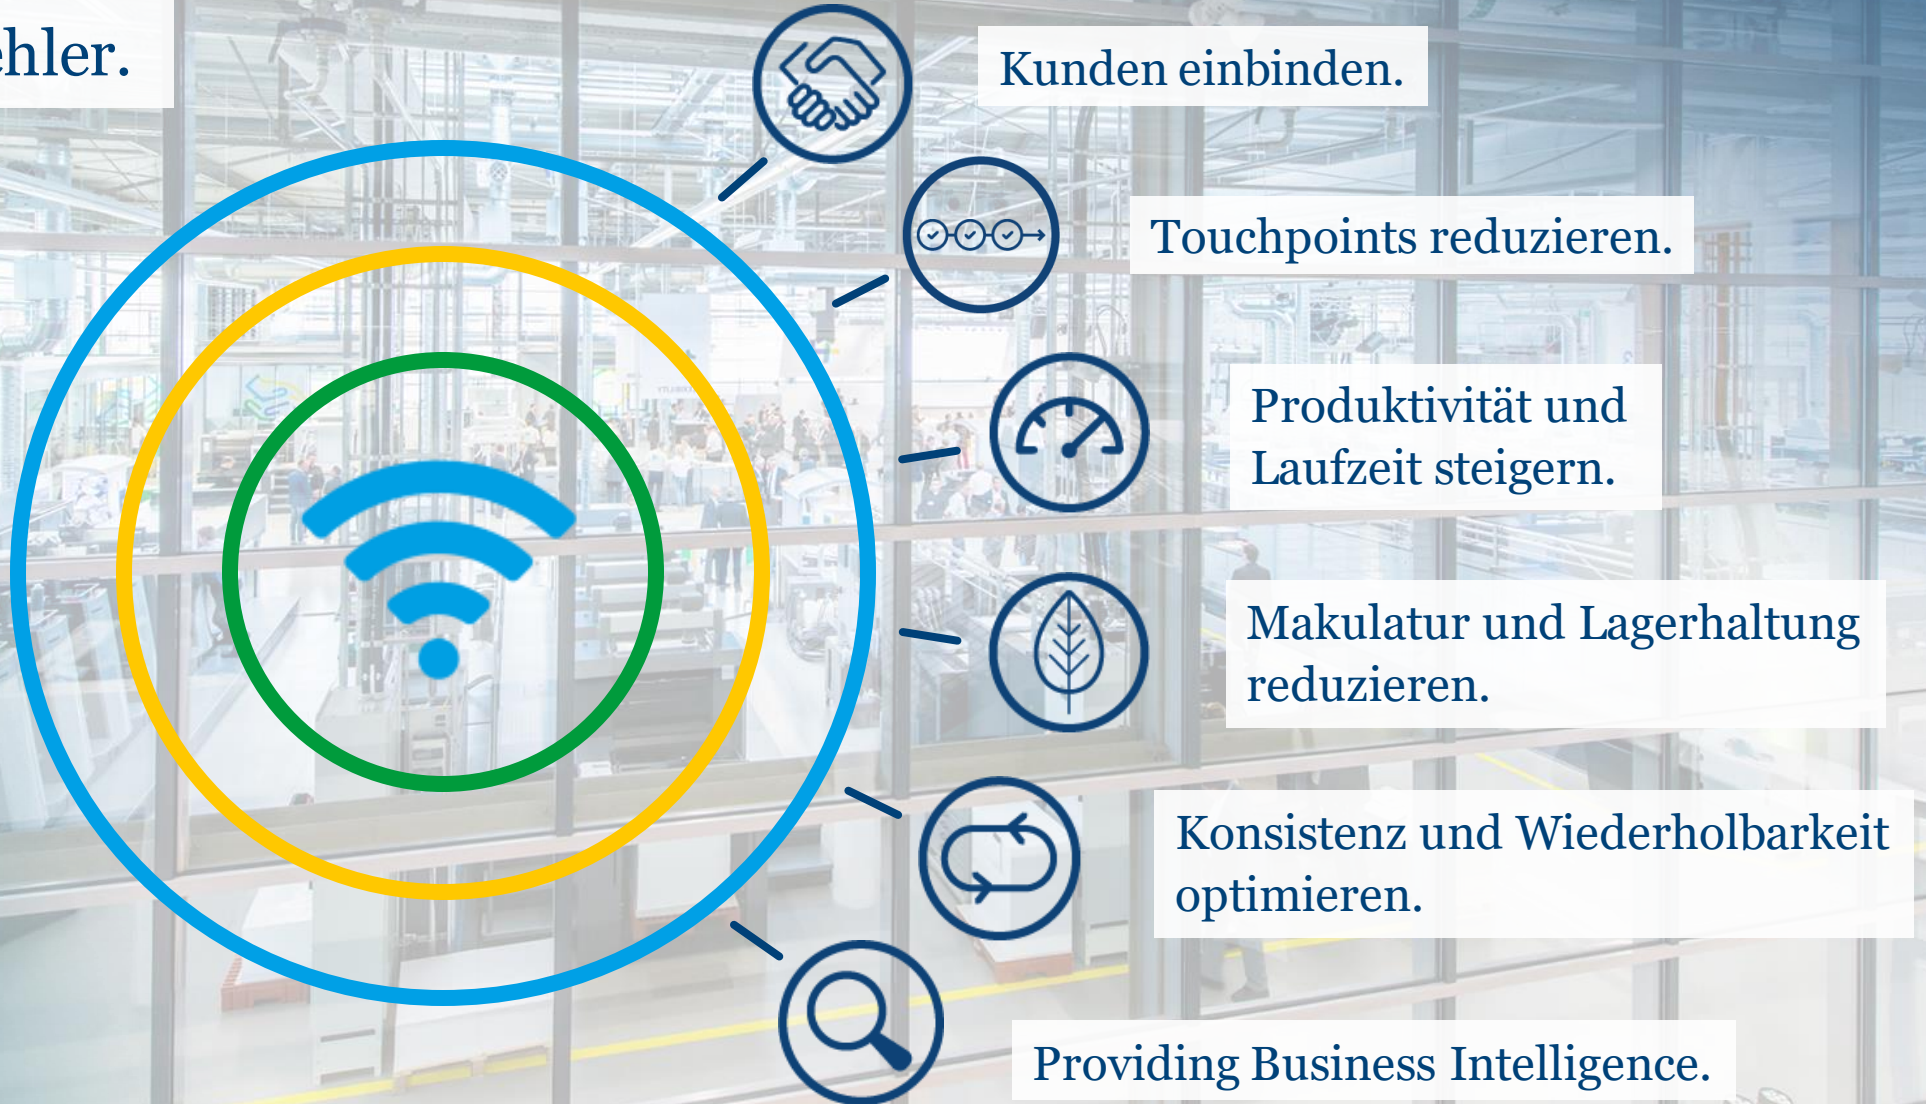 ehler.
Kunden einbinden.
Touchpoints reduzieren.
Produktivität und
Laufzeit steigern.
Makulatur und Lagerhaltung
reduzieren.
Konsistenz und Wiederholbarkeit
optimieren.
Providing Business Intelligence.